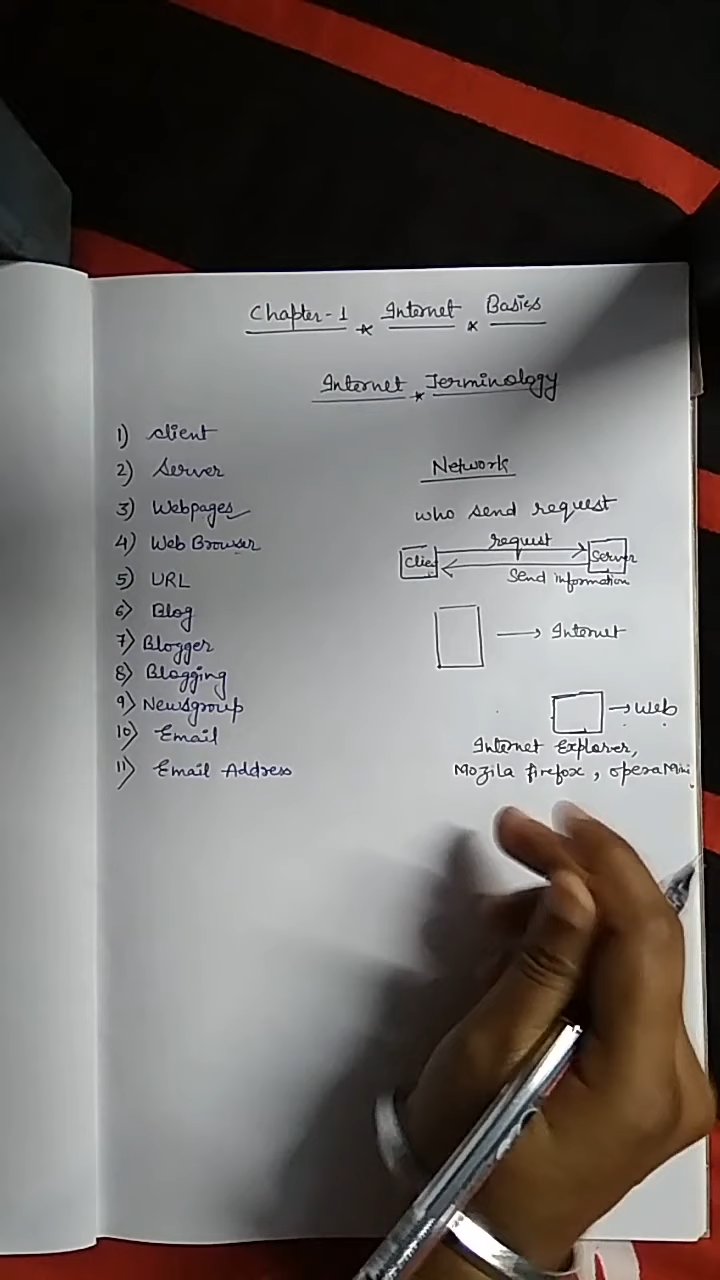 Chapter-1 * Internet * Basics
Internet * Terminology
1) Client
2) Server
3) Webpages
4) Web Browser
5) URL
6) Blog
7) Blogger
8) Blogging
9) Newsgroup
10) Email
11) Email Address
Network
who send request
request
Client
Server
Send information
→ Internet
→ Web
Internet Explorer,
Mozila firefox, opera Mini